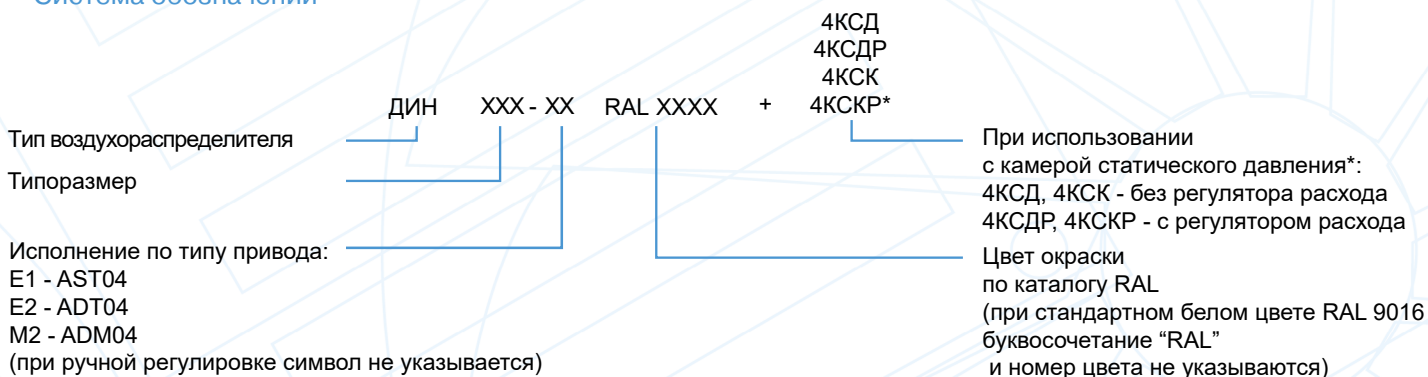 Система обозначений
4КСД
4КСДР
4КСК
ДИН XXX - XX RAL XXXX + 4КСКР*
Тип воздухораспределителя
Типоразмер
Исполнение по типу привода:
E1 - AST04
E2 - ADT04
M2 - ADM04
(при ручной регулировке символ не указывается)
При использовании
с камерой статического давления*:
4КСД, 4КСК - без регулятора расхода
4КСДР, 4КСКР - с регулятором расхода
Цвет окраски
по каталогу RAL
(при стандартном белом цвете RAL 9016
буквосочетание “RAL”
и номер цвета не указываются)